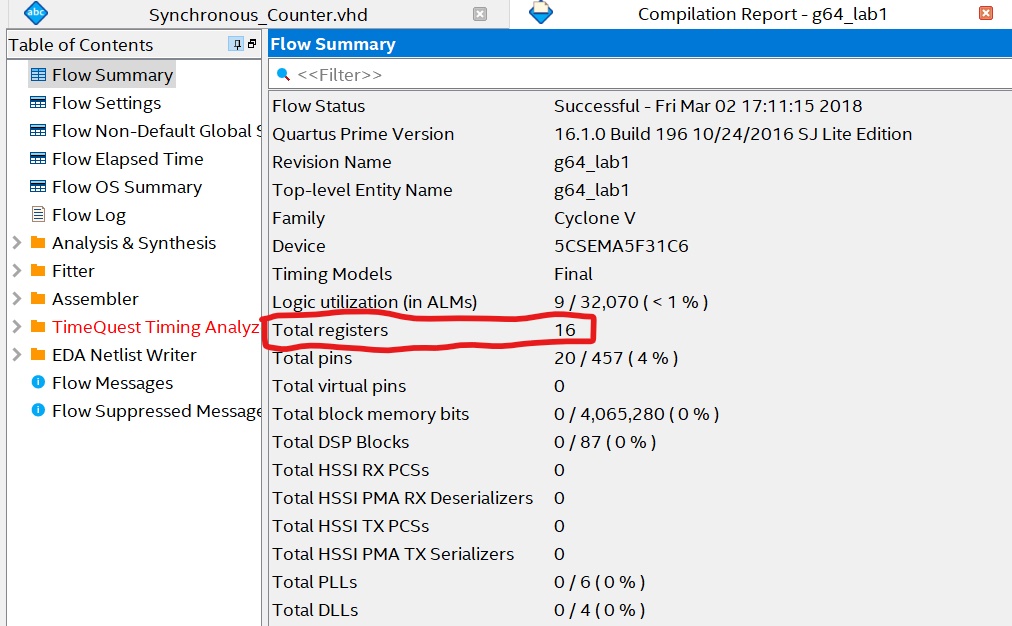 abc Synchronous_Counter.vhd
Compilation Report - g64_lab1
Table of Contents
Flow Summary
Flow Settings
Flow Non-Default Global S
Flow Elapsed Time
Flow OS Summary
Flow Log
Analysis & Synthesis
Fitter
Assembler
TimeQuest Timing Analyz
EDA Netlist Writer
Flow Messages
Flow Suppressed Message
Flow Summary
<<Filter>>
Flow Status Successful - Fri Mar 02 17:11:15 2018
Quartus Prime Version 16.1.0 Build 196 10/24/2016 SJ Lite Edition
Revision Name g64_lab1
Top-level Entity Name g64_lab1
Family Cyclone V
Device 5CSEMA5F31C6
Timing Models Final
Logic utilization (in ALMs) 9 / 32,070 ( < 1 % )
Total registers 16
Total pins 20 / 457 ( 4 % )
Total virtual pins 0
Total block memory bits 0 / 4,065,280 ( 0 % )
Total DSP Blocks 0 / 87 ( 0 % )
Total HSSI RX PCSs 0
Total HSSI PMA RX Deserializers 0
Total HSSI TX PCSs 0
Total HSSI PMA TX Serializers 0
Total PLLs 0 / 6 ( 0 % )
Total DLLs 0 / 4 ( 0 % )